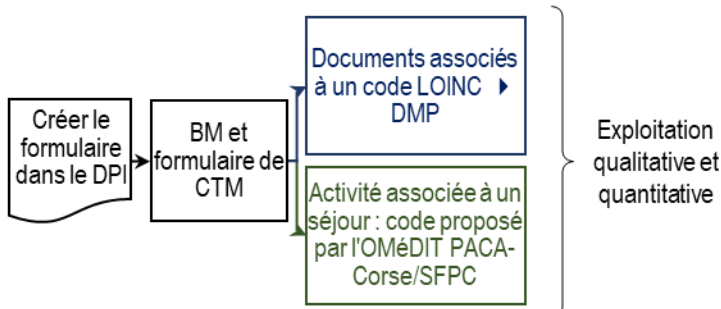 Créer le
formulaire
dans le DPI
BM et
formulaire de
CTM
Documents associés
à un code LOINC ▶
DMP
Activité associée à un
séjour : code proposé
par l'OMéDIT PACA-
Corse/SFPC
Exploitation
qualitative et
quantitative